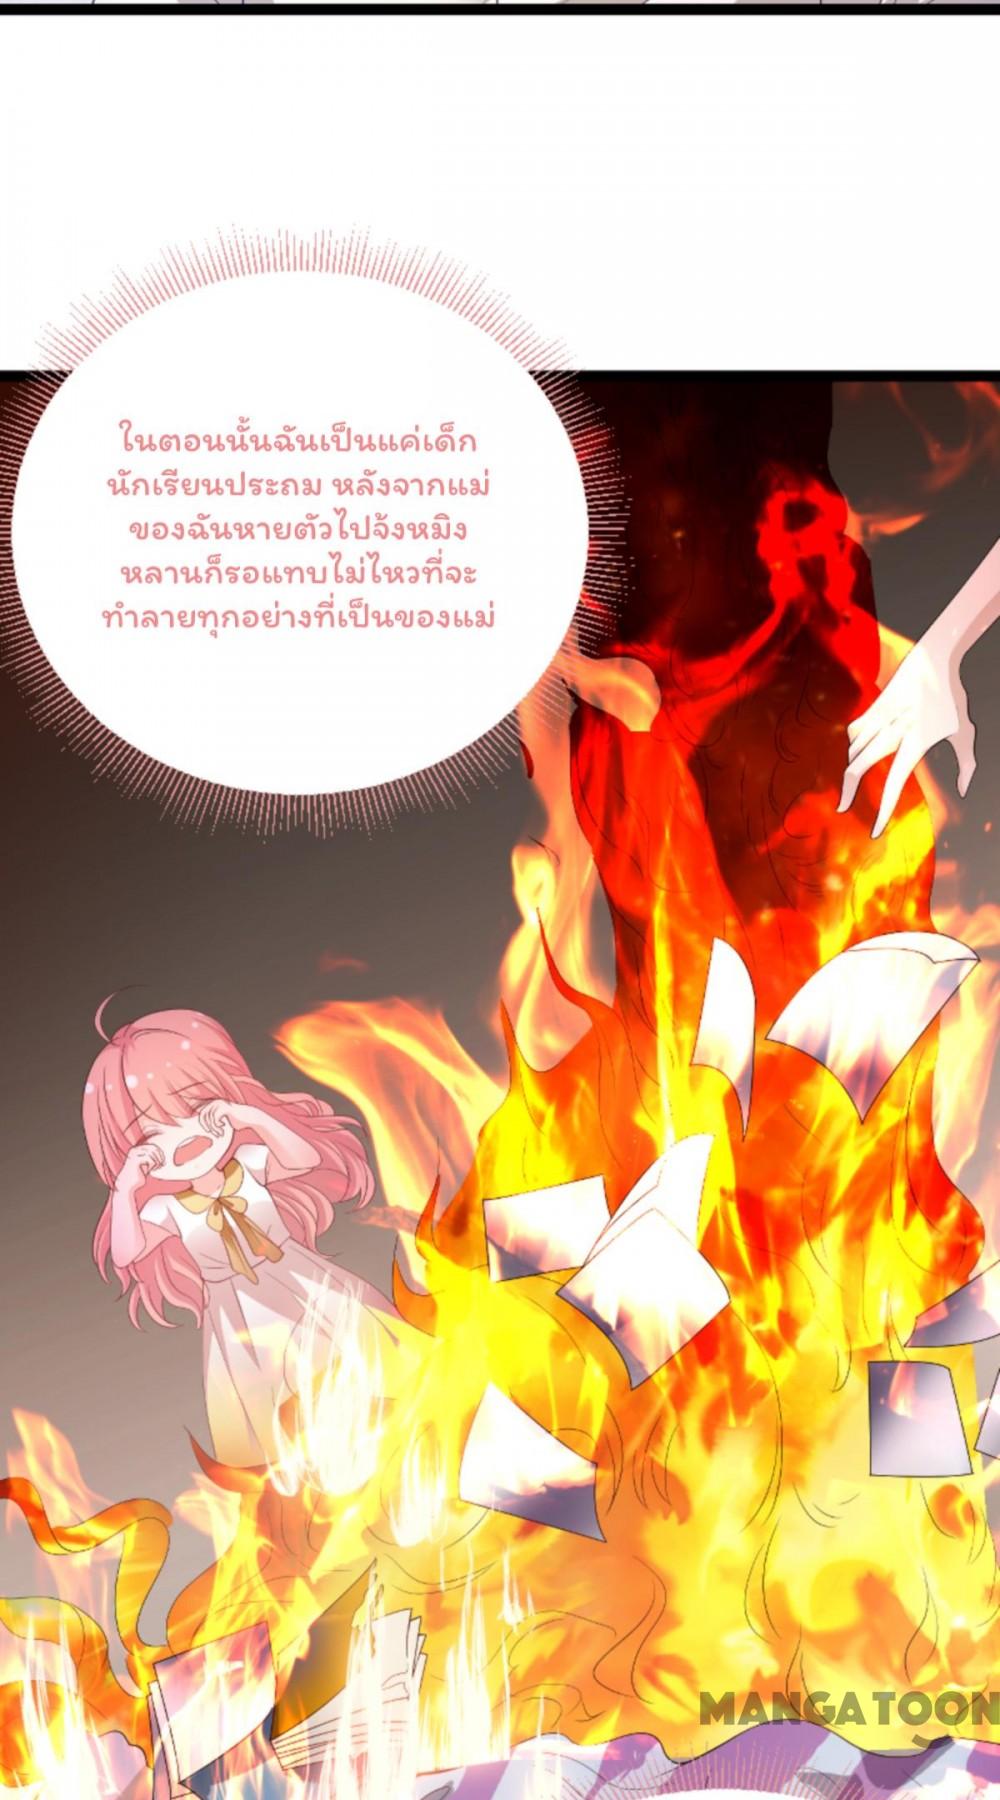 ในตอนนั้นฉันเป็นแค่เด็ก
นักเรียนประถม หลังจากแม่
ของฉันหายตัวไปจ้งหมิง
หลานก็รอแทบไม่ไหวที่จะ
ทำลายทุกอย่างที่เป็นของแม่
MANGATOON